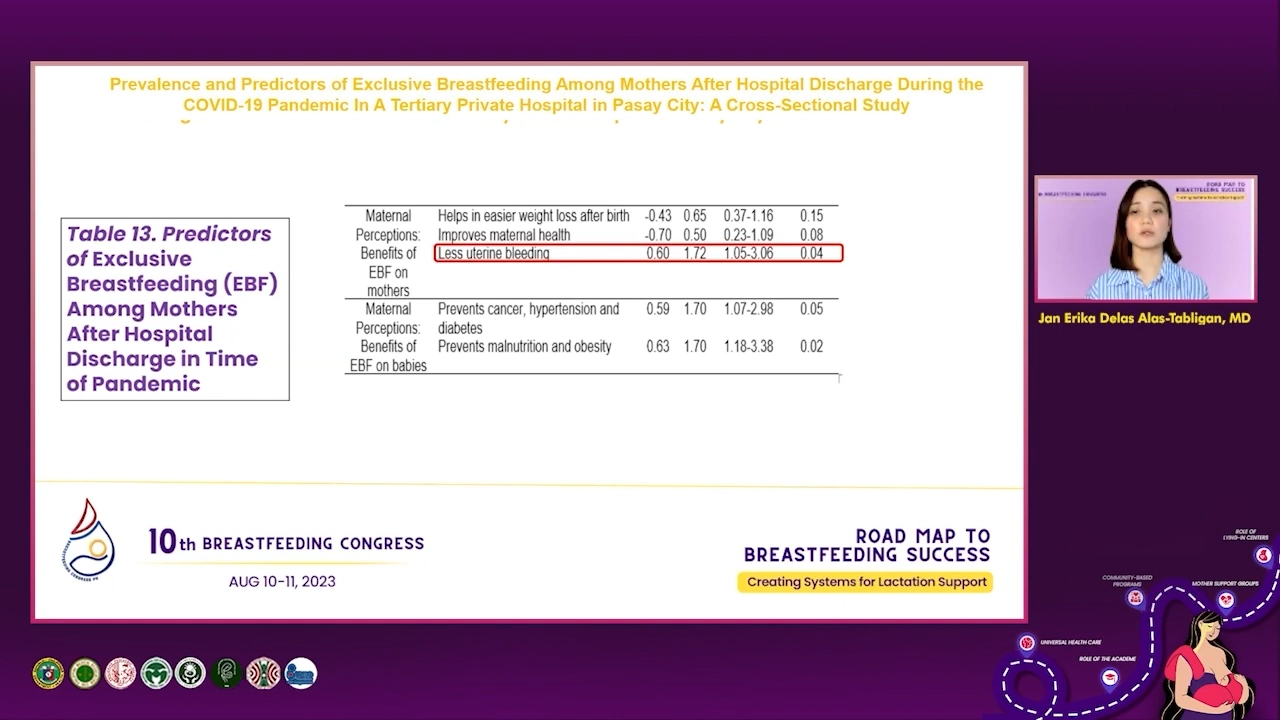 Prevalence and Predictors of Exclusive Breastfeeding Among Mothers After Hospital Discharge During the
COVID-19 Pandemic In A Tertiary Private Hospital in Pasay City: A Cross-Sectional Study
Table 13. Predictors
of Exclusive
Breastfeeding (EBF)
Among Mothers
After Hospital
Discharge in Time
of Pandemic
Maternal Helps in easier weight loss after birth -0.43 0.65 0.37-1.16 0.15
Perceptions: Improves maternal health -0.70 0.50 0.23-1.09 0.08
Benefits of Less uterine bleeding 0.60 1.72 1.05-3.06 0.04
EBF on
mothers
Maternal Prevents cancer, hypertension and 0.59 1.70 1.07-2.98 0.05
Perceptions: diabetes
Benefits of Prevents malnutrition and obesity 0.63 1.70 1.18-3.38 0.02
EBF on babies
ROAD MAP TO
BREASTFEEDING SUCCESS
Jan Erika Delas Alas-Tabligan, MD
10th BREASTFEEDING CONGRESS
AUG 10-11, 2023
ROAD MAP TO
BREASTFEEDING SUCCESS
Creating Systems for Lactation Support
ROLE OF
LYING-IN CENTERS
COMMUNITY-BASED
PROGRAMS
MOTHER SUPPORT GROUPS
UNIVERSAL HEALTH CARE
ROLE OF THE ACADEME